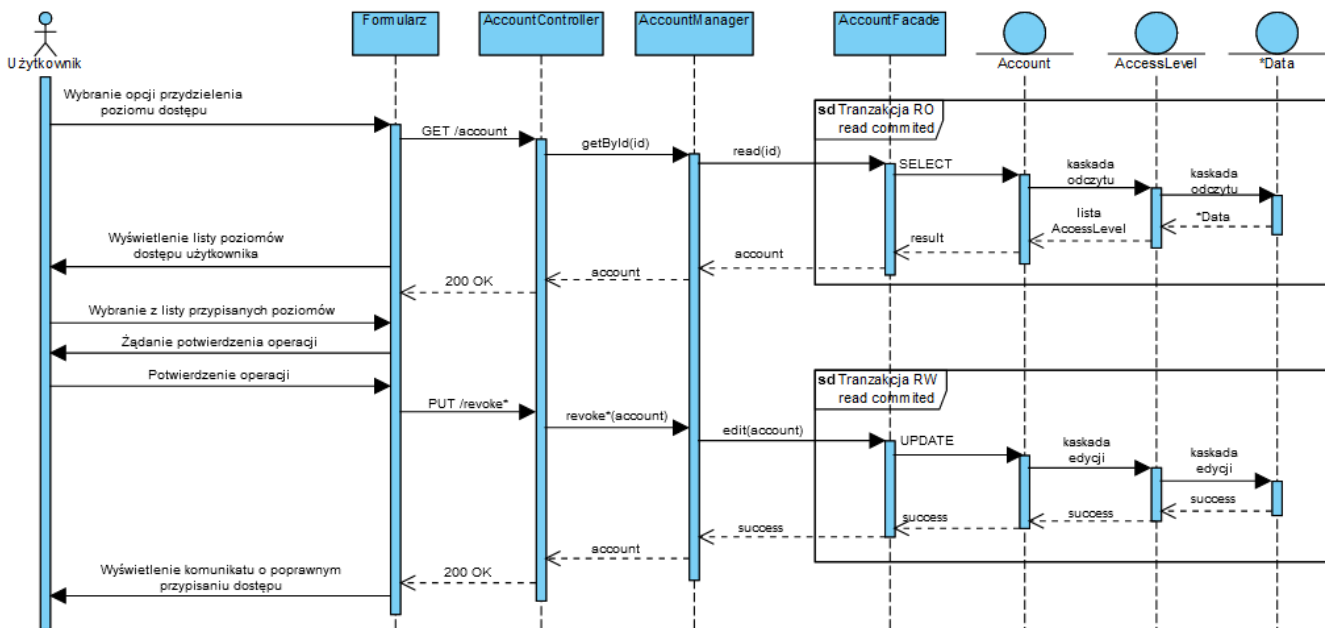 Użytkownik
Formularz
AccountController
AccountManager
AccountFacade
Account
AccessLevel
*Data
Wybranie opcji przydzielenia
poziomu dostępu
GET /account
getById(id)
read(id)
sd Tranzakcja RO
read commited
SELECT
kaskada
odczytu
kaskada
odczytu
*Data
lista
AccessLevel
result
account
account
200 OK
Wyświetlenie listy poziomów
dostępu użytkownika
Wybranie z listy przypisanych poziomów
Żądanie potwierdzenia operacji
Potwierdzenie operacji
PUT /revoke*
revoke*(account)
edit(account)
sd Tranzakcja RW
read commited
UPDATE
kaskada
edycji
kaskada
edycji
success
success
success
success
account
200 OK
Wyświetlenie komunikatu o poprawnym
przypisaniu dostępu